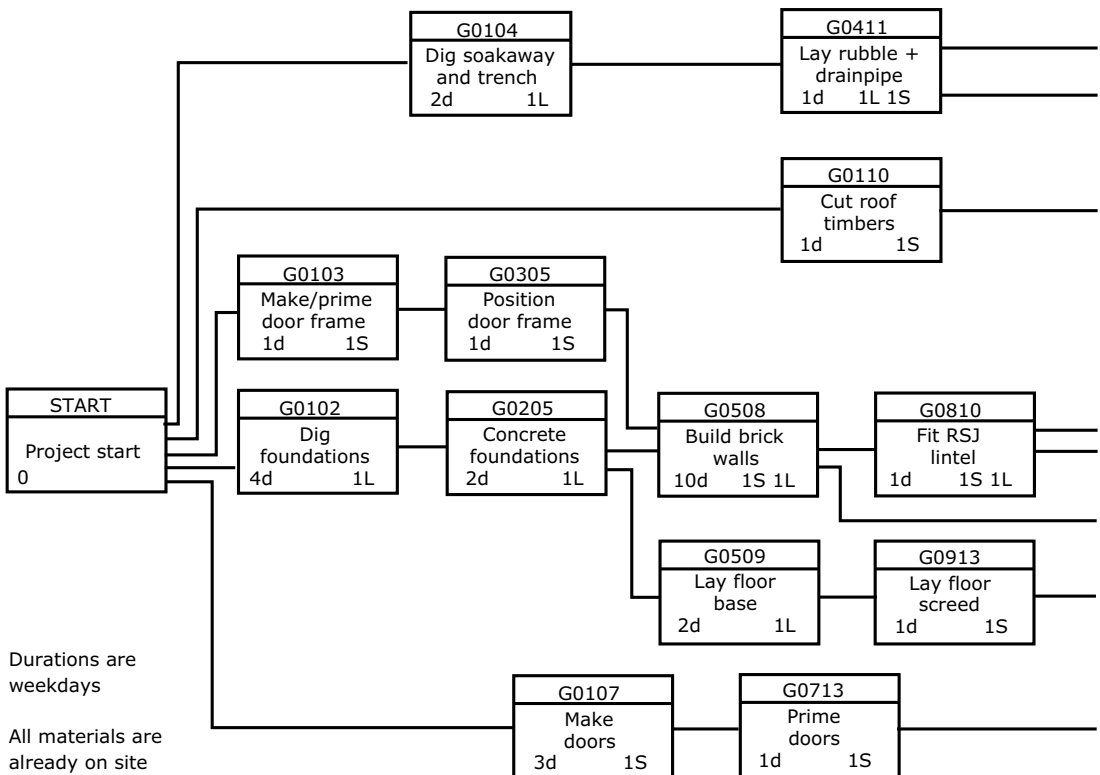 G0104
Dig soakaway
and trench
2d 1L
G0411
Lay rubble +
drainpipe
1d 1L 1S
G0110
Cut roof
timbers
1d 1S
G0103
Make/prime
door frame
1d 1S
G0305
Position
door frame
1d 1S
START
Project start
0
G0102
Dig
foundations
4d 1L
G0205
Concrete
foundations
2d 1L
G0508
Build brick
walls
10d 1S 1L
G0810
Fit RSJ
lintel
1d 1S 1L
G0509
Lay floor
base
2d 1L
G0913
Lay floor
screed
1d 1S
G0107
Make
doors
3d 1S
G0713
Prime
doors
1d 1S
Durations are
weekdays
All materials are
already on site